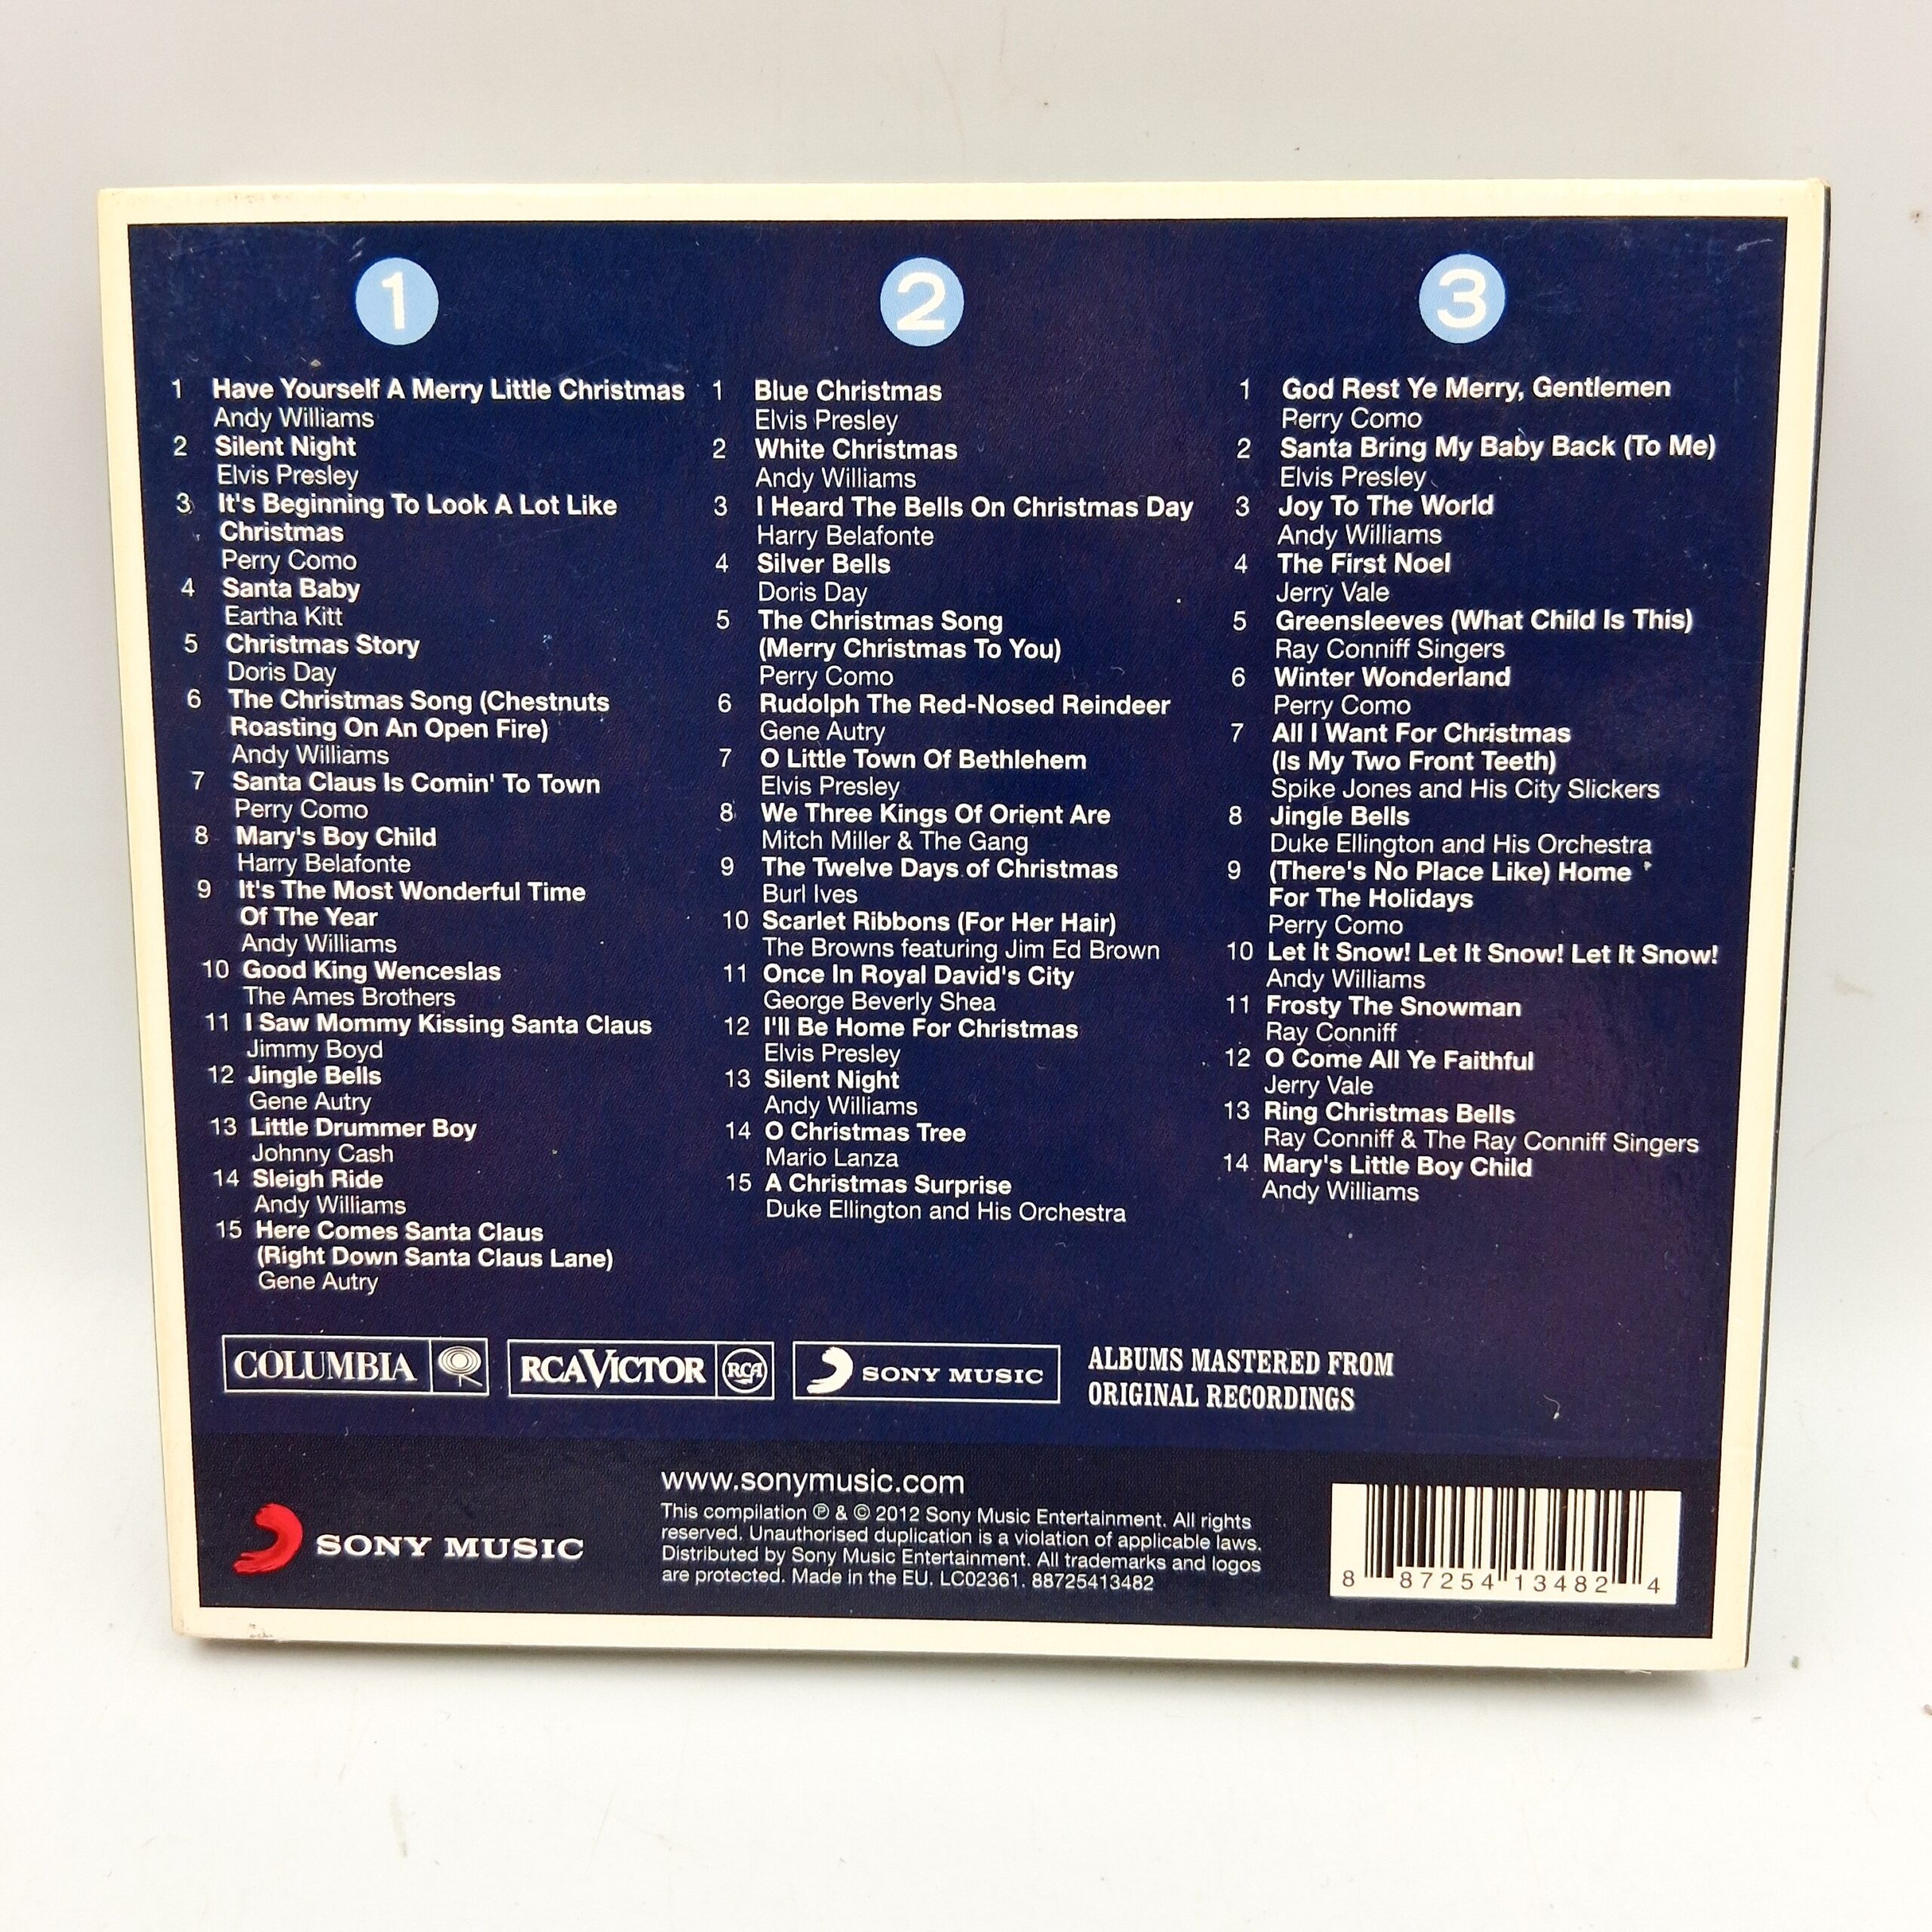 1
1 Have Yourself A Merry Little Christmas
Andy Williams
2 Silent Night
Elvis Presley
3 It's Beginning To Look A Lot Like
Christmas
Perry Como
4 Santa Baby
Eartha Kitt
5 Christmas Story
Doris Day
6 The Christmas Song (Chestnuts
Roasting On An Open Fire)
Andy Williams
7 Santa Claus Is Comin' To Town
Perry Como
8 Mary's Boy Child
Harry Belafonte
9 It's The Most Wonderful Time
Of The Year
Andy Williams
10 Good King Wenceslas
The Ames Brothers
11 I Saw Mommy Kissing Santa Claus
Jimmy Boyd
12 Jingle Bells
Gene Autry
13 Little Drummer Boy
Johnny Cash
14 Sleigh Ride
Andy Williams
15 Here Comes Santa Claus
(Right Down Santa Claus Lane)
Gene Autry
2
1 Blue Christmas
Elvis Presley
2 White Christmas
Andy Williams
3 I Heard The Bells On Christmas Day
Harry Belafonte
4 Silver Bells
Doris Day
5 The Christmas Song
(Merry Christmas To You)
Perry Como
6 Rudolph The Red-Nosed Reindeer
Gene Autry
7 O Little Town Of Bethlehem
Elvis Presley
8 We Three Kings Of Orient Are
Mitch Miller & The Gang
9 The Twelve Days of Christmas
Burl Ives
10 Scarlet Ribbons (For Her Hair)
The Browns featuring Jim Ed Brown
11 Once In Royal David's City
George Beverly Shea
12 I'll Be Home For Christmas
Elvis Presley
13 Silent Night
Andy Williams
14 O Christmas Tree
Mario Lanza
15 A Christmas Surprise
Duke Ellington and His Orchestra
3
1 God Rest Ye Merry, Gentlemen
Perry Como
2 Santa Bring My Baby Back (To Me)
Elvis Presley
3 Joy To The World
Andy Williams
4 The First Noel
Jerry Vale
5 Greensleeves (What Child Is This)
Ray Conniff Singers
6 Winter Wonderland
Perry Como
7 All I Want For Christmas
(Is My Two Front Teeth)
Spike Jones and His City Slickers
8 Jingle Bells
Duke Ellington and His Orchestra
9 (There's No Place Like) Home
For The Holidays
Perry Como
10 Let It Snow! Let It Snow! Let It Snow!
Andy Williams
11 Frosty The Snowman
Ray Conniff
12 O Come All Ye Faithful
Jerry Vale
13 Ring Christmas Bells
Ray Conniff & The Ray Conniff Singers
14 Mary's Little Boy Child
Andy Williams
COLUMBIA
RCA VICTOR RCA
SONY MUSIC
ALBUMS MASTERED FROM
ORIGINAL RECORDINGS
SONY MUSIC
www.sonymusic.com
This compilation ℗ & © 2012 Sony Music Entertainment. All rights
reserved. Unauthorised duplication is a violation of applicable laws.
Distributed by Sony Music Entertainment. All trademarks and logos
are protected. Made in the EU. LC02361. 88725413482
8 87254 13482 4